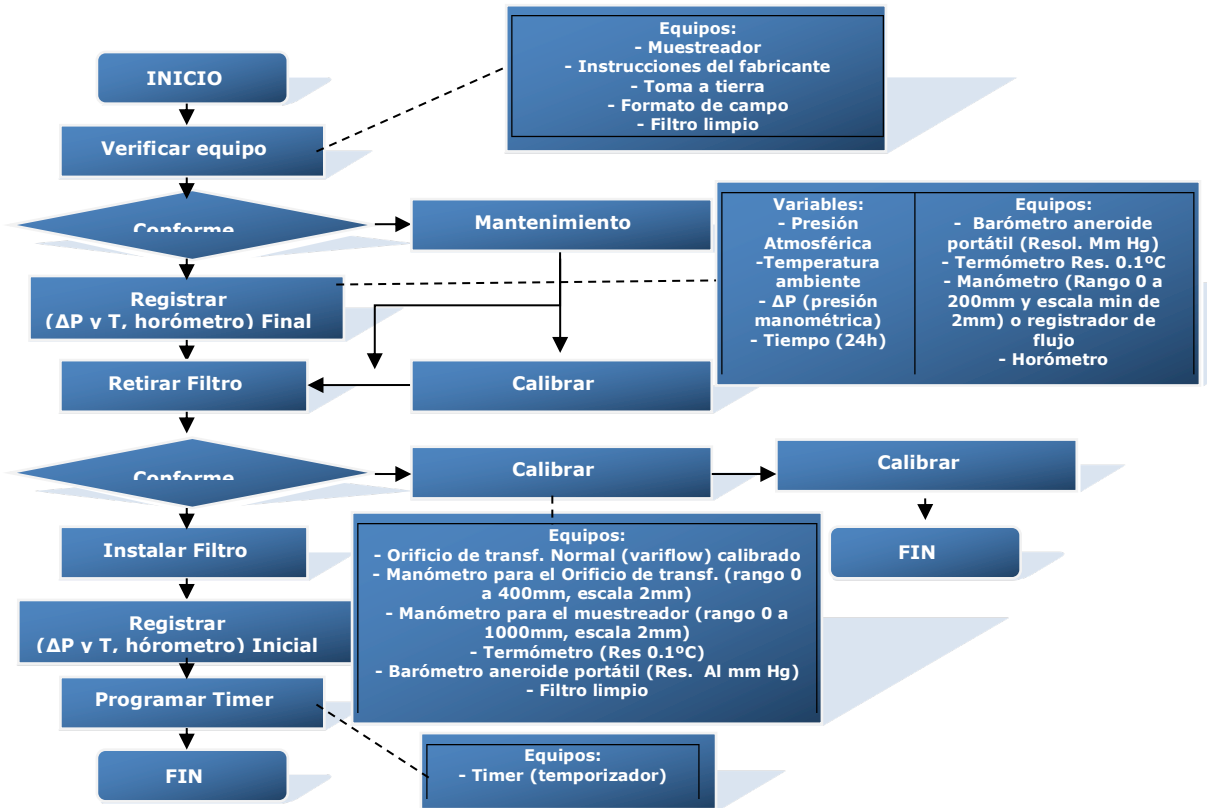 INICIO
Verificar equipo
Conforme
Registrar
(ΔP y T, horómetro) Final
Retirar Filtro
Conforme
Instalar Filtro
Registrar
(ΔP y T, hórometro) Inicial
Programar Timer
FIN
Mantenimiento
Calibrar
Calibrar
Calibrar
FIN
Equipos:
- Muestreador
- Instrucciones del fabricante
- Toma a tierra
- Formato de campo
- Filtro limpio
Variables:
- Presión
Atmosférica
-Temperatura
ambiente
- ΔP (presión
manométrica)
- Tiempo (24h)
Equipos:
- Barómetro aneroide
portátil (Resol. Mm Hg)
- Termómetro Res. 0.1ºC
- Manómetro (Rango 0 a
200mm y escala min de
2mm) o registrador de
flujo
- Horómetro
Equipos:
- Orificio de transf. Normal (variflow) calibrado
- Manómetro para el Orificio de transf. (rango 0
a 400mm, escala 2mm)
- Manómetro para el muestreador (rango 0 a
1000mm, escala 2mm)
- Termómetro (Res 0.1ºC)
- Barómetro aneroide portátil (Res. Al mm Hg)
- Filtro limpio
Equipos:
- Timer (temporizador)